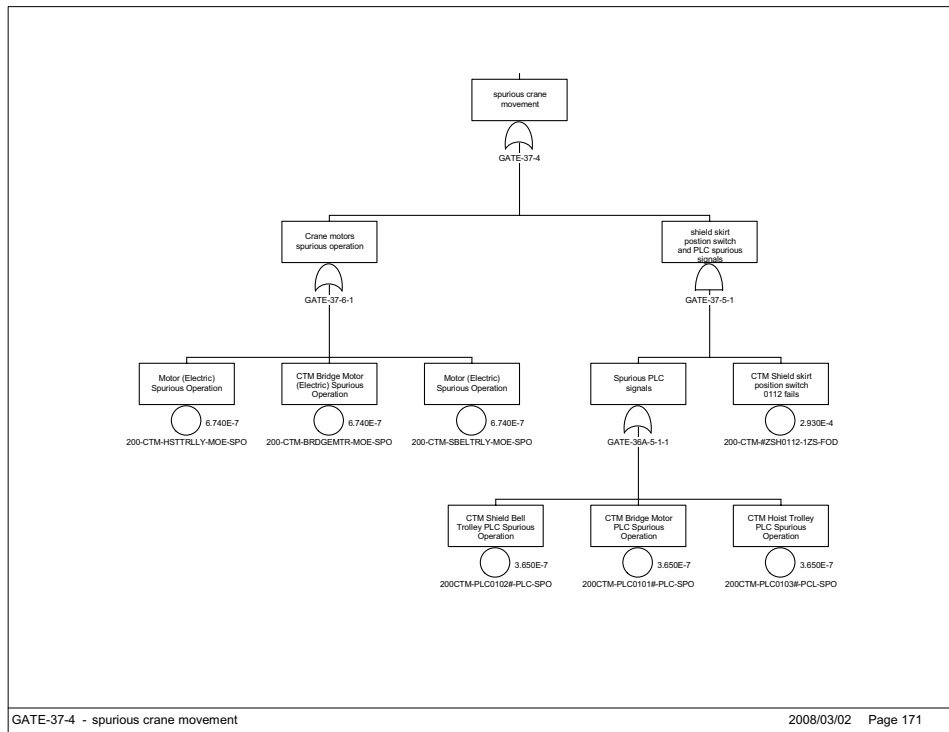 spurious crane
movement
GATE-37-4
Crane motors
spurious operation
GATE-37-6-1
shield skirt
postion switch
and PLC spurious
signals
GATE-37-5-1
Motor (Electric)
Spurious Operation
6.740E-7
200-CTM-HSTTRLLY-MOE-SPO
CTM Bridge Motor
(Electric) Spurious
Operation
6.740E-7
200-CTM-BRDGEMTR-MOE-SPO
Motor (Electric)
Spurious Operation
6.740E-7
200-CTM-SBELTRLY-MOE-SPO
Spurious PLC
signals
GATE-36A-5-1-1
CTM Shield skirt
position switch
0112 fails
2.930E-4
200-CTM-#ZSH0112-1ZS-FOD
CTM Shield Bell
Trolley PLC Spurious
Operation
3.650E-7
200CTM-PLC0102#-PLC-SPO
CTM Bridge Motor
PLC Spurious
Operation
3.650E-7
200CTM-PLC0101#-PLC-SPO
CTM Hoist Trolley
PLC Spurious
Operation
3.650E-7
200CTM-PLC0103#-PCL-SPO
GATE-37-4 - spurious crane movement
2008/03/02 Page 171